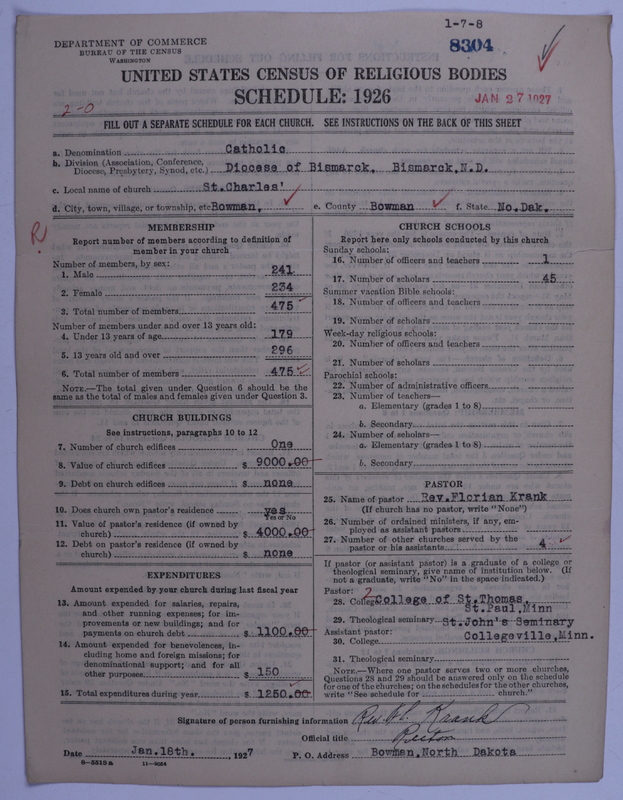 1-7-8
DEPARTMENT OF COMMERCE
BUREAU OF THE CENSUS
WASHINGTON
8304
UNITED STATES CENSUS OF RELIGIOUS BODIES
SCHEDULE: 1926
JAN 27 1927
2-0
FILL OUT A SEPARATE SCHEDULE FOR EACH CHURCH. SEE INSTRUCTIONS ON THE BACK OF THIS SHEET
a. Denomination Catholic
b. Division (Association, Conference, Diocese, Presbytery, Synod, etc.) Diocese of Bismarck, Bismarck,N.D.
c. Local name of church St.Charles'
d. City, town, village, or township, etc Bowman, e. County Bowman f. State No.Dak.
R
MEMBERSHIP
Report number of members according to definition of
member in your church
Number of members, by sex:
1. Male 241
2. Female 234
3. Total number of members 475
Number of members under and over 13 years old:
4. Under 13 years of age 179
5. 13 years old and over 296
6. Total number of members 475
NOTE.—The total given under Question 6 should be the
same as the total of males and females given under Question 3.
CHURCH BUILDINGS
See instructions, paragraphs 10 to 12
7. Number of church edifices One
8. Value of church edifices $ 9000.00
9. Debt on church edifices $ none
10. Does church own pastor's residence yes
Yes or No
11. Value of pastor's residence (if owned by
church) $ 4000.00
12. Debt on pastor's residence (if owned by
church) $ none
EXPENDITURES
Amount expended by your church during last fiscal year
13. Amount expended for salaries, repairs,
and other running expenses; for im-
provements or new buildings; and for
payments on church debt $ 1100.00
14. Amount expended for benevolences, in-
cluding home and foreign missions; for
denominational support; and for all
other purposes $ 150
15. Total expenditures during year $ 1250.00
CHURCH SCHOOLS
Report here only schools conducted by this church
Sunday schools:
16. Number of officers and teachers 1
17. Number of scholars 45
Summer vacation Bible schools:
18. Number of officers and teachers
19. Number of scholars
Week-day religious schools:
20. Number of officers and teachers
21. Number of scholars
Parochial schools:
22. Number of administrative officers
23. Number of teachers—
a. Elementary (grades 1 to 8)
b. Secondary
24. Number of scholars—
a. Elementary (grades 1 to 8)
b. Secondary
PASTOR
25. Name of pastor Rev.Florian Krank
(If church has no pastor, write "None")
26. Number of ordained ministers, if any, em-
ployed as assistant pastors
27. Number of other churches served by the
pastor or his assistants 4
If pastor (or assistant pastor) is a graduate of a college or
theological seminary, give name of institution below. (If
not a graduate, write "No" in the space indicated.)
Pastor: 2
28. College College of St.Thomas,
St.Paul,Minn
29. Theological seminary St.John's Seminary
Assistant pastor: Collegeville,Minn.
30. College
31. Theological seminary
NOTE.—Where one pastor serves two or more churches,
Questions 28 and 29 should be answered only on the schedule
for one of the churches; on the schedules for the other churches,
write "See schedule for church."
Signature of person furnishing information Rev. Krank
Official title
Date Jan.18th. , 1927 P. O. Address Bowman,North Dakota
8—5513a 11—9054